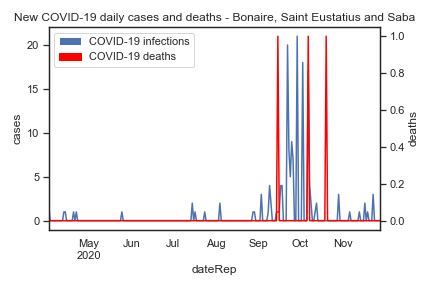 New COVID-19 daily cases and deaths - Bonaire, Saint Eustatius and Saba
COVID-19 infections
COVID-19 deaths
20
15
10
5
0
cases
1.0
0.8
0.6
0.4
0.2
0.0
deaths
May Jun Jul Aug Sep Oct Nov
2020
dateRep